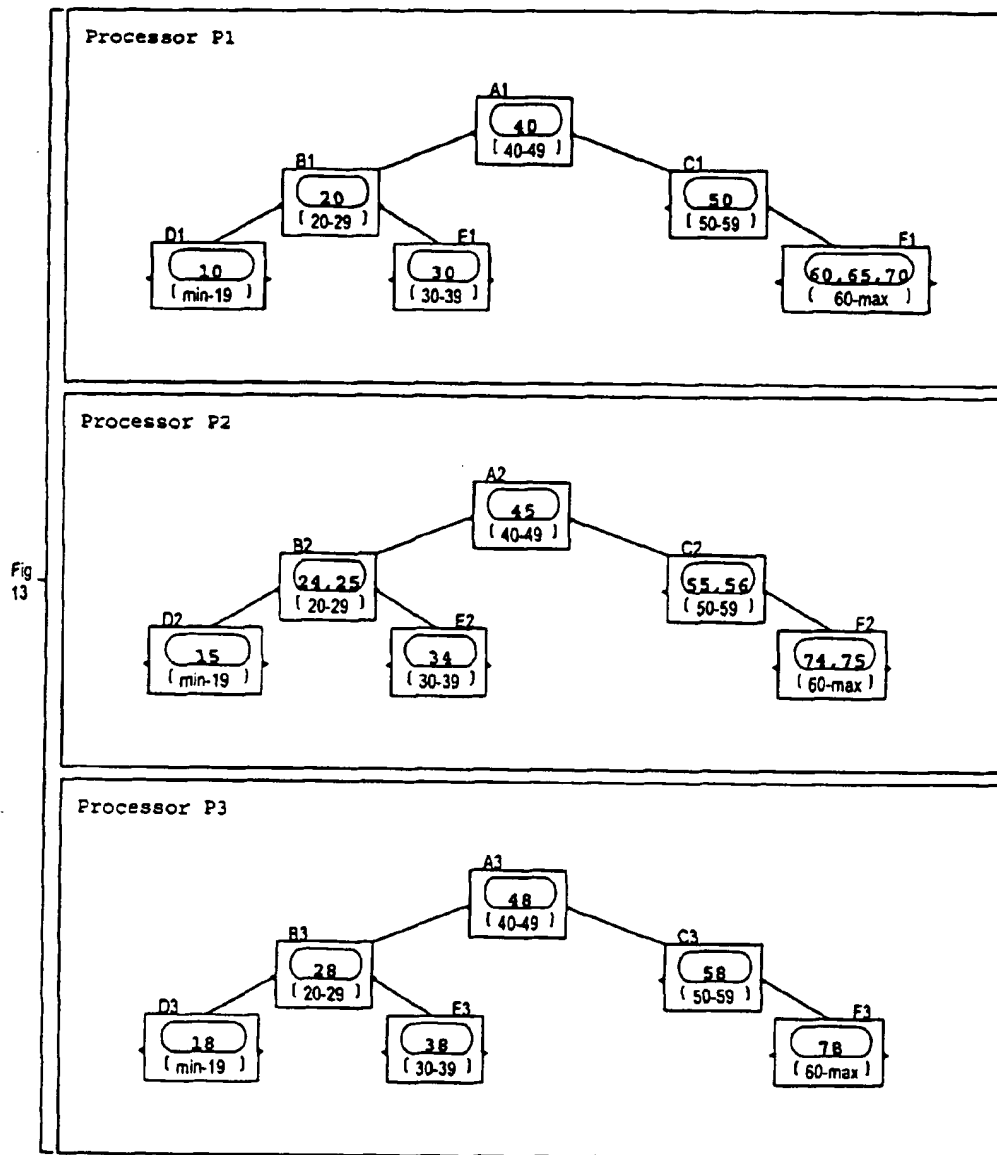 Processor P1
A1
40
( 40-49 )
B1
20
( 20-29 )
C1
50
( 50-59 )
D1
10
( min-19 )
E1
30
( 30-39 )
F1
60,65,70
( 60-max )
Processor P2
A2
45
( 40-49 )
B2
24,25
( 20-29 )
C2
55,56
( 50-59 )
D2
15
( min-19 )
E2
34
( 30-39 )
F2
74,75
( 60-max )
Fig
13
Processor P3
A3
48
( 40-49 )
B3
28
( 20-29 )
C3
58
( 50-59 )
D3
18
( min-19 )
E3
38
( 30-39 )
F3
78
( 60-max )